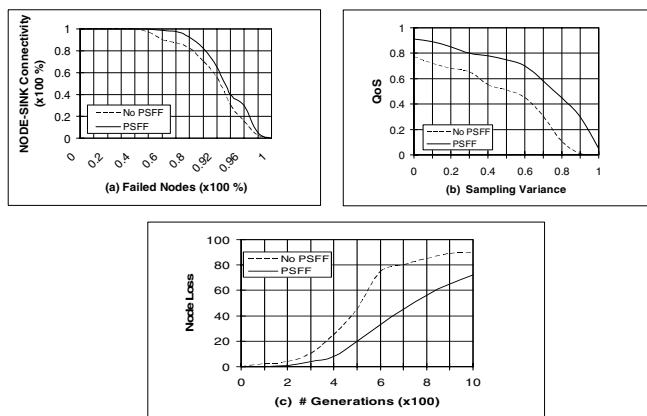 NODE-SINK Connectivity
(x100 %)
1
0.8
0.6
0.4
0.2
0
No PSFF
PSFF
0
0.2
0.4
0.6
0.8
0.92
0.96
1
(a) Failed Nodes (x100 %)
QoS
1
0.8
0.6
0.4
0.2
0
No PSFF
PSFF
0 0.2 0.4 0.6 0.8 1
(b) Sampling Variance
Node Loss
100
80
60
40
20
0
No PSFF
PSFF
0 2 4 6 8 10
(c) # Generations (x100)